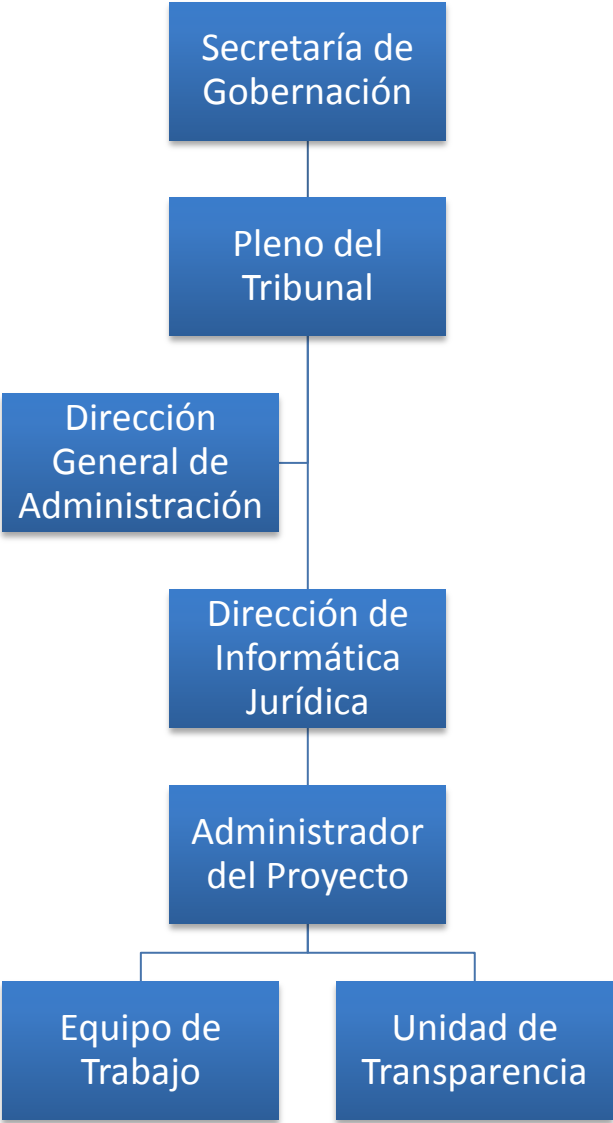 Secretaría de
Gobernación
Pleno del
Tribunal
Dirección
General de
Administración
Dirección de
Informática
Jurídica
Administrador
del Proyecto
Equipo de
Trabajo
Unidad de
Transparencia